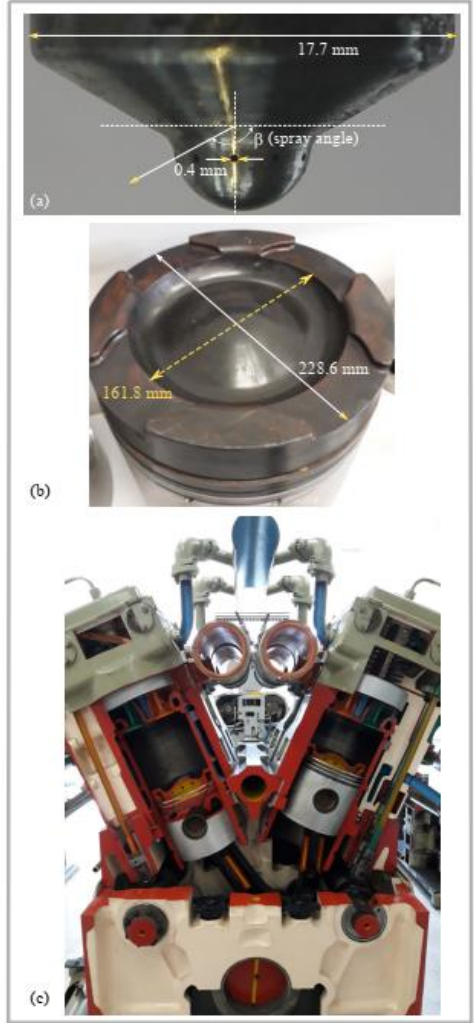 17.7 mm
β (spray angle)
0.4 mm
(a)
228.6 mm
161.8 mm
(b)
(c)